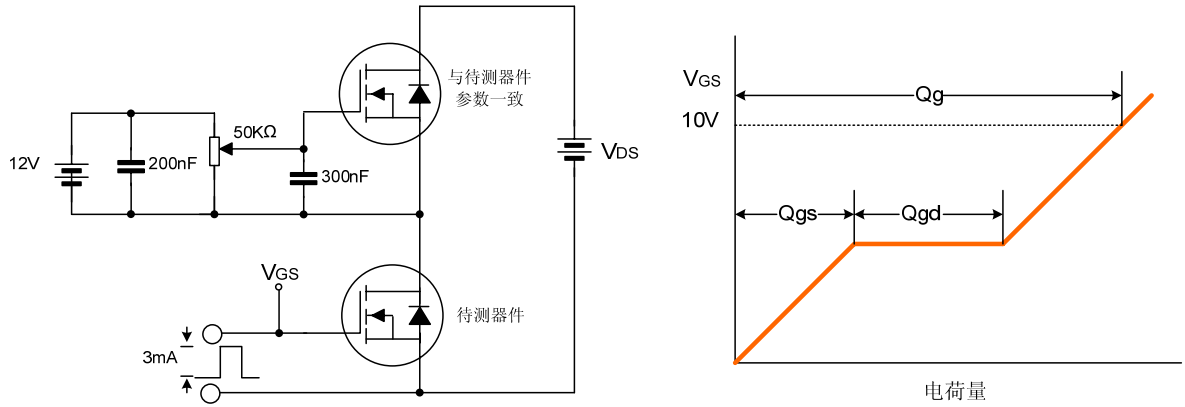 12V
200nF
50KΩ
300nF
与待测器件
参数一致
VDS
VGS
3mA
待测器件
VGS
10V
Qg
Qgs
Qgd
电荷量